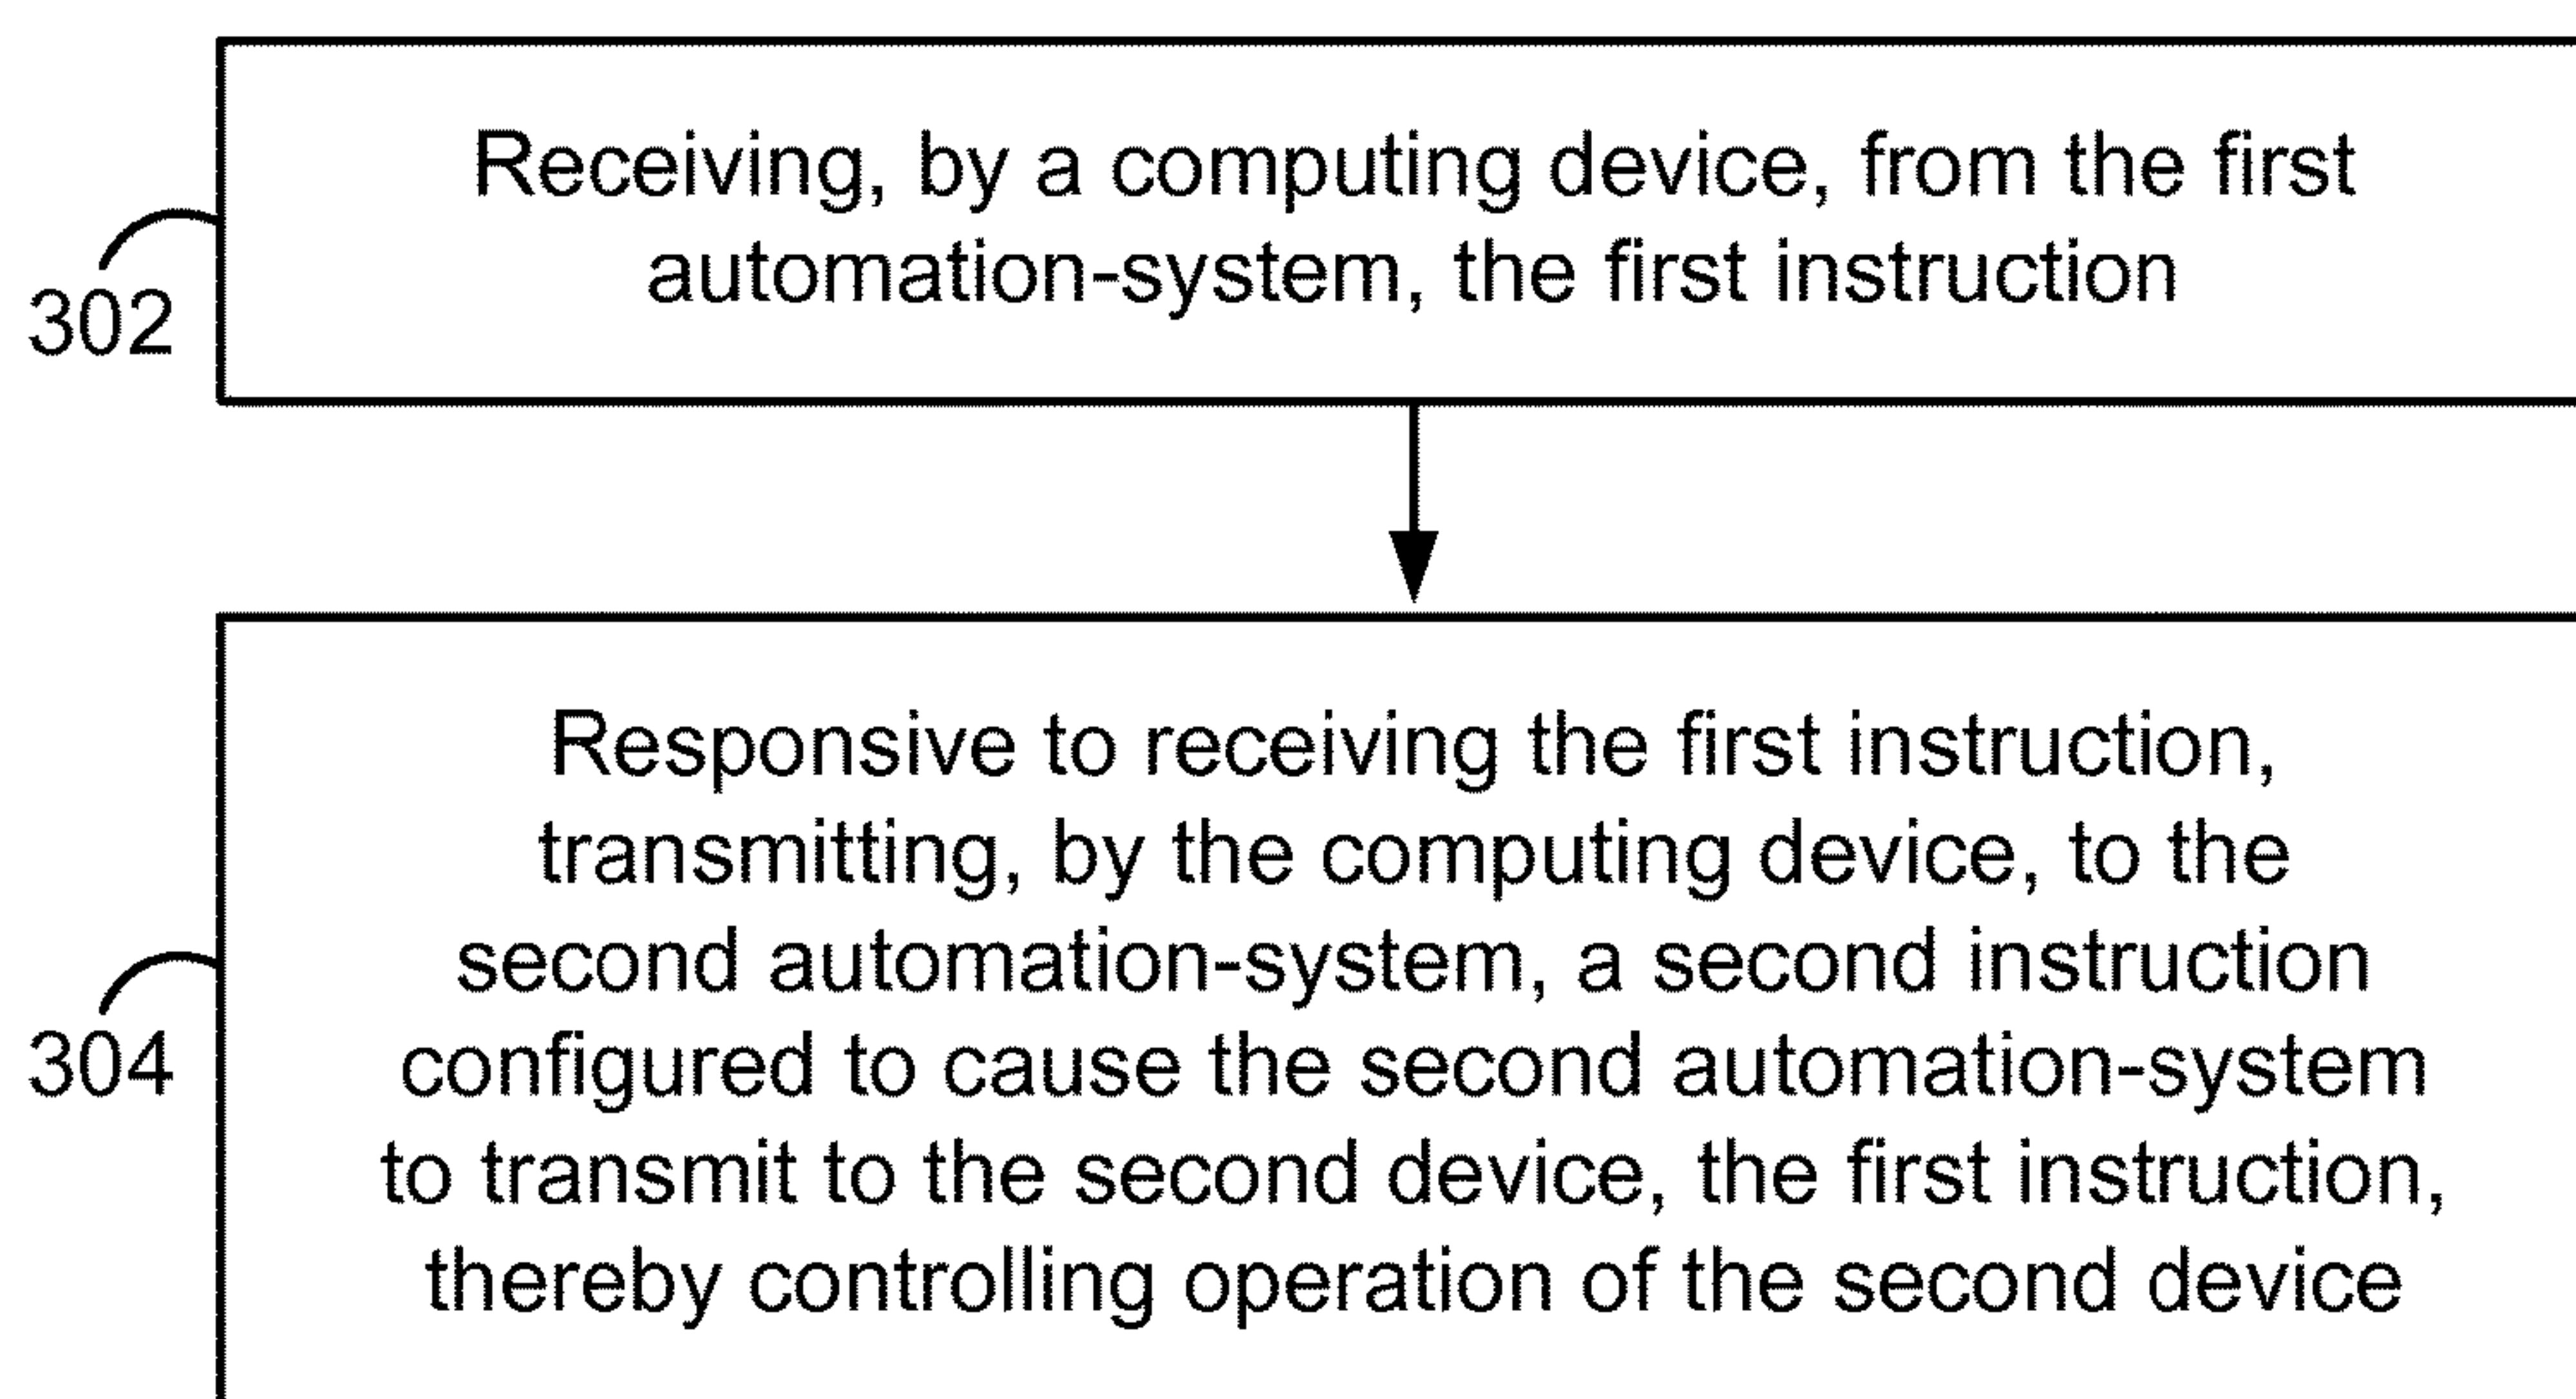 Receiving, by a computing device, from the first
automation-system, the first instruction
302
Responsive to receiving the first instruction,
transmitting, by the computing device, to the
second automation-system, a second instruction
configured to cause the second automation-system
to transmit to the second device, the first instruction,
thereby controlling operation of the second device
304